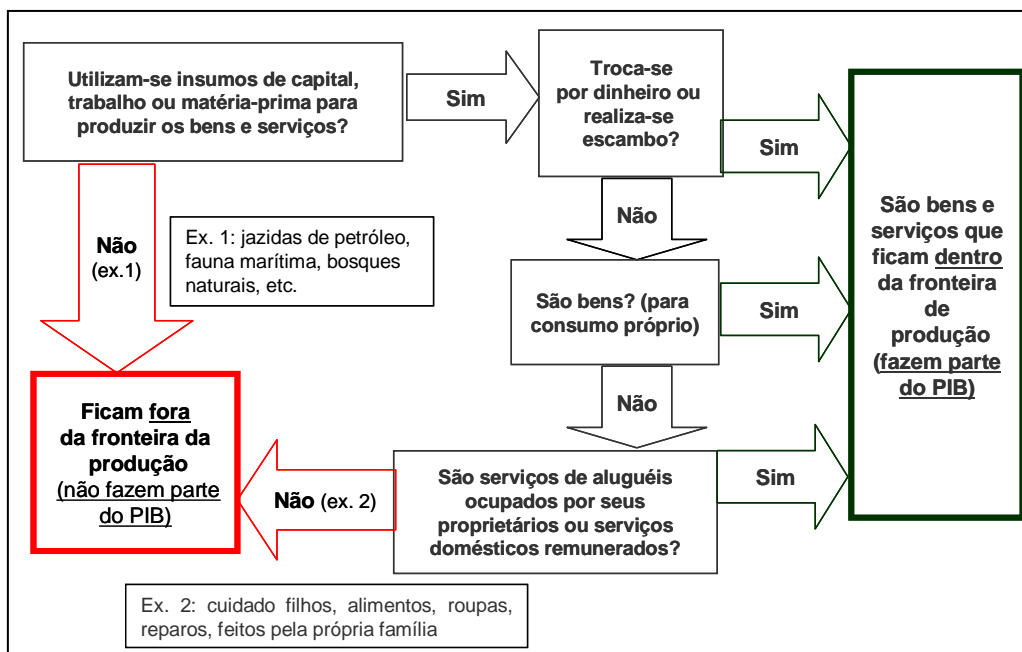 Utilizam-se insumos de capital,
trabalho ou matéria-prima para
produzir os bens e serviços?
Sim
Troca-se
por dinheiro ou
realiza-se
escambo?
Sim
Não
(ex.1)
Ex. 1: jazidas de petróleo,
fauna marítima, bosques
naturais, etc.
Não
São bens e
serviços que
ficam dentro
da fronteira
de
produção
(fazem parte
do PIB)
São bens? (para
consumo próprio)
Sim
Não
Ficam fora
da fronteira da
produção
(não fazem parte
do PIB)
Não (ex. 2)
São serviços de aluguéis
ocupados por seus
proprietários ou serviços
domésticos remunerados?
Sim
Ex. 2: cuidado filhos, alimentos, roupas,
reparos, feitos pela própria família